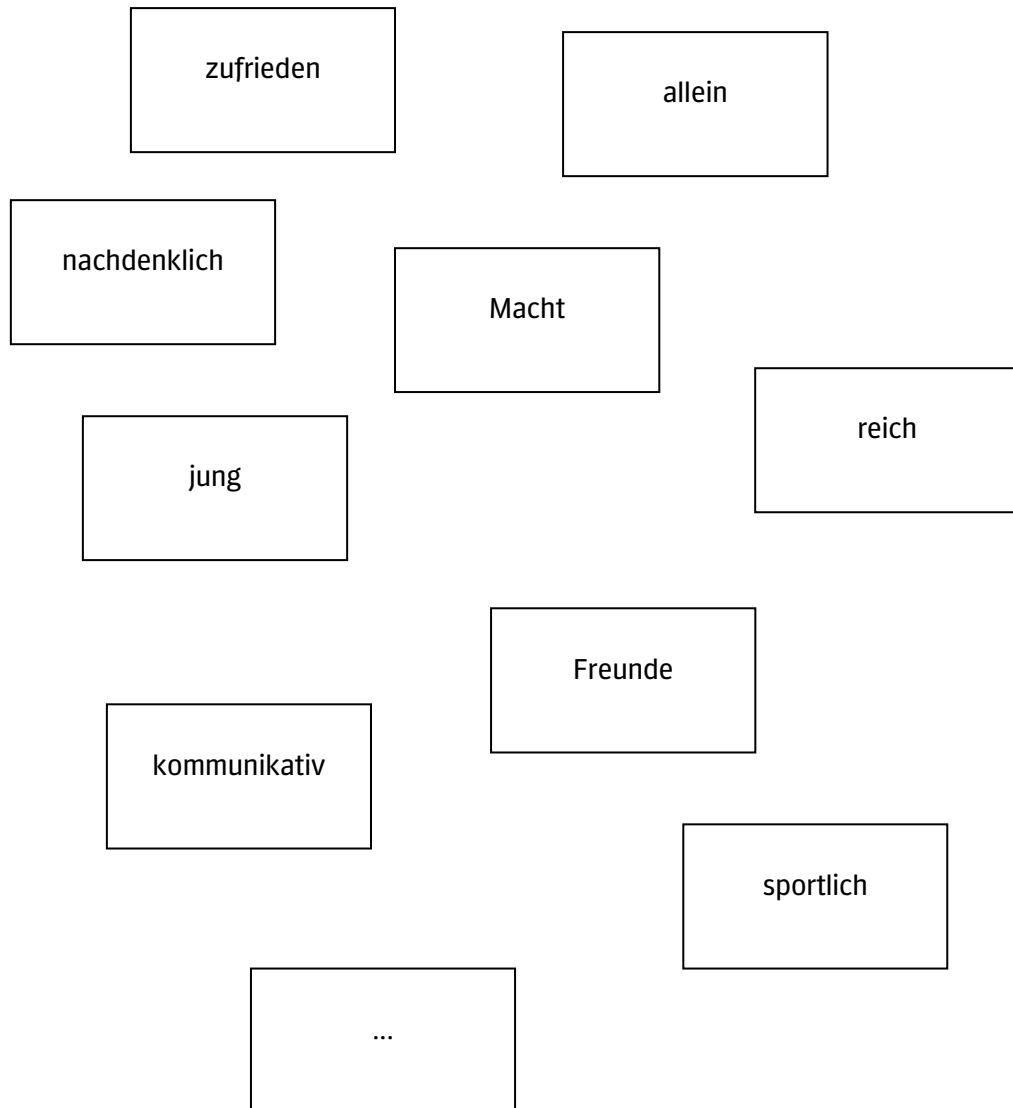 zufrieden
allein
nachdenklich
Macht
reich
jung
Freunde
kommunikativ
sportlich
...